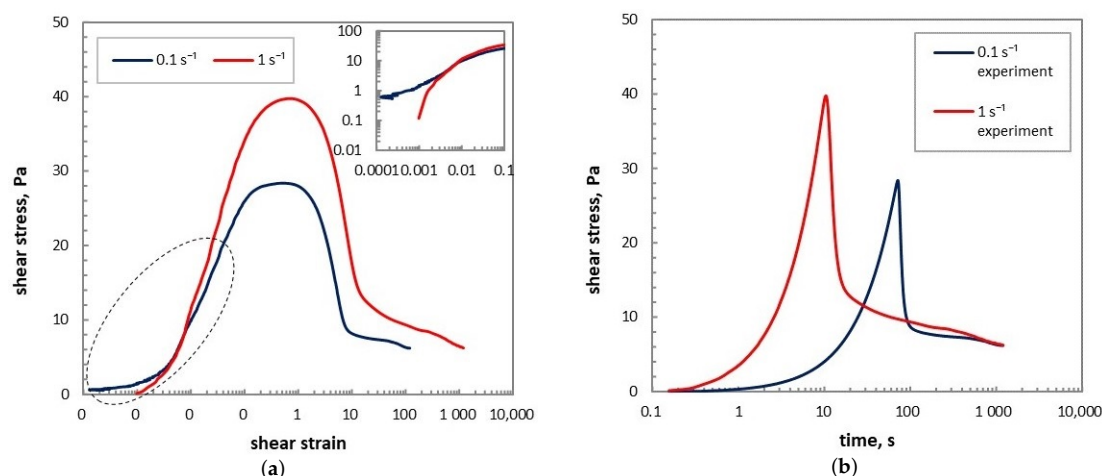 50
40
30
20
10
0
shear stress, Pa
0.1 s⁻¹
1 s⁻¹
100
10
1
0.1
0.01
0.0001 0.001 0.01 0.1
0 0 0 0 1 10 100 1 000 10,000
shear strain
(a)
50
40
30
20
10
0
shear stress, Pa
0.1 s⁻¹
experiment
1 s⁻¹
experiment
0.1 1 10 100 1 000 10,000
time, s
(b)